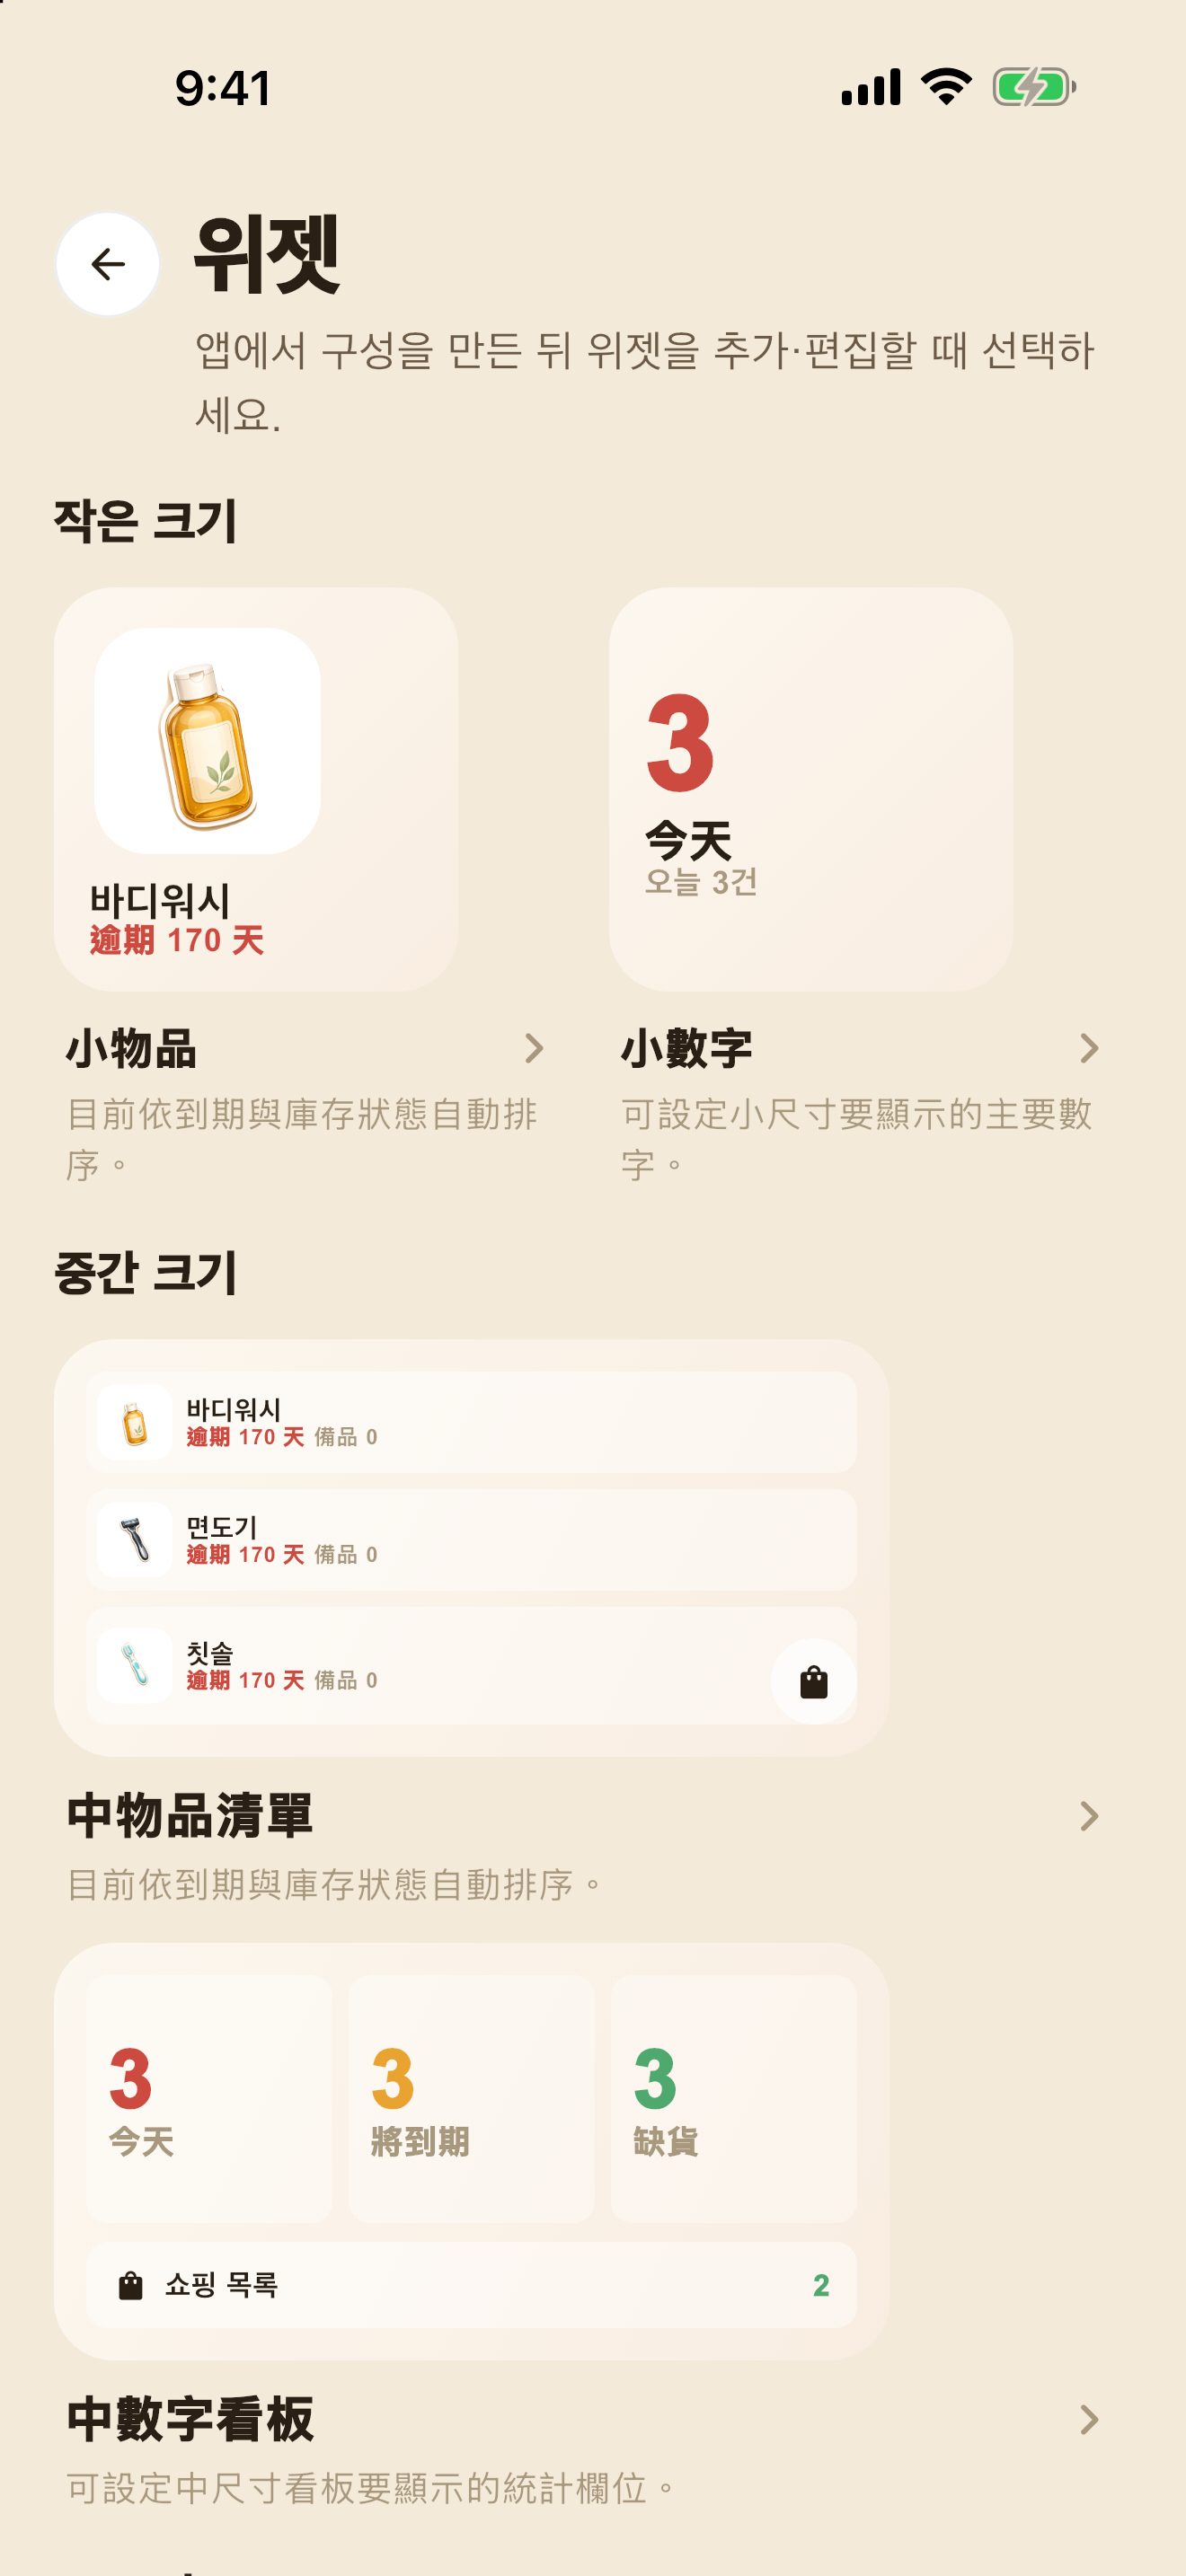 9:41
위젯
앱에서 구성을 만든 뒤 위젯을 추가·편집할 때 선택하
세요.
작은 크기
바디워시
逾期 170 天
3
今天
오늘 3건
小物品
目前依到期與庫存狀態自動排
序。
小數字
可設定小尺寸要顯示的主要數
字。
중간 크기
바디워시
逾期 170 天 備品 0
면도기
逾期 170 天 備品 0
칫솔
逾期 170 天 備品 0
中物品清單
目前依到期與庫存狀態自動排序。
3
今天
3
將到期
3
缺貨
쇼핑 목록
2
中數字看板
可設定中尺寸看板要顯示的統計欄位。